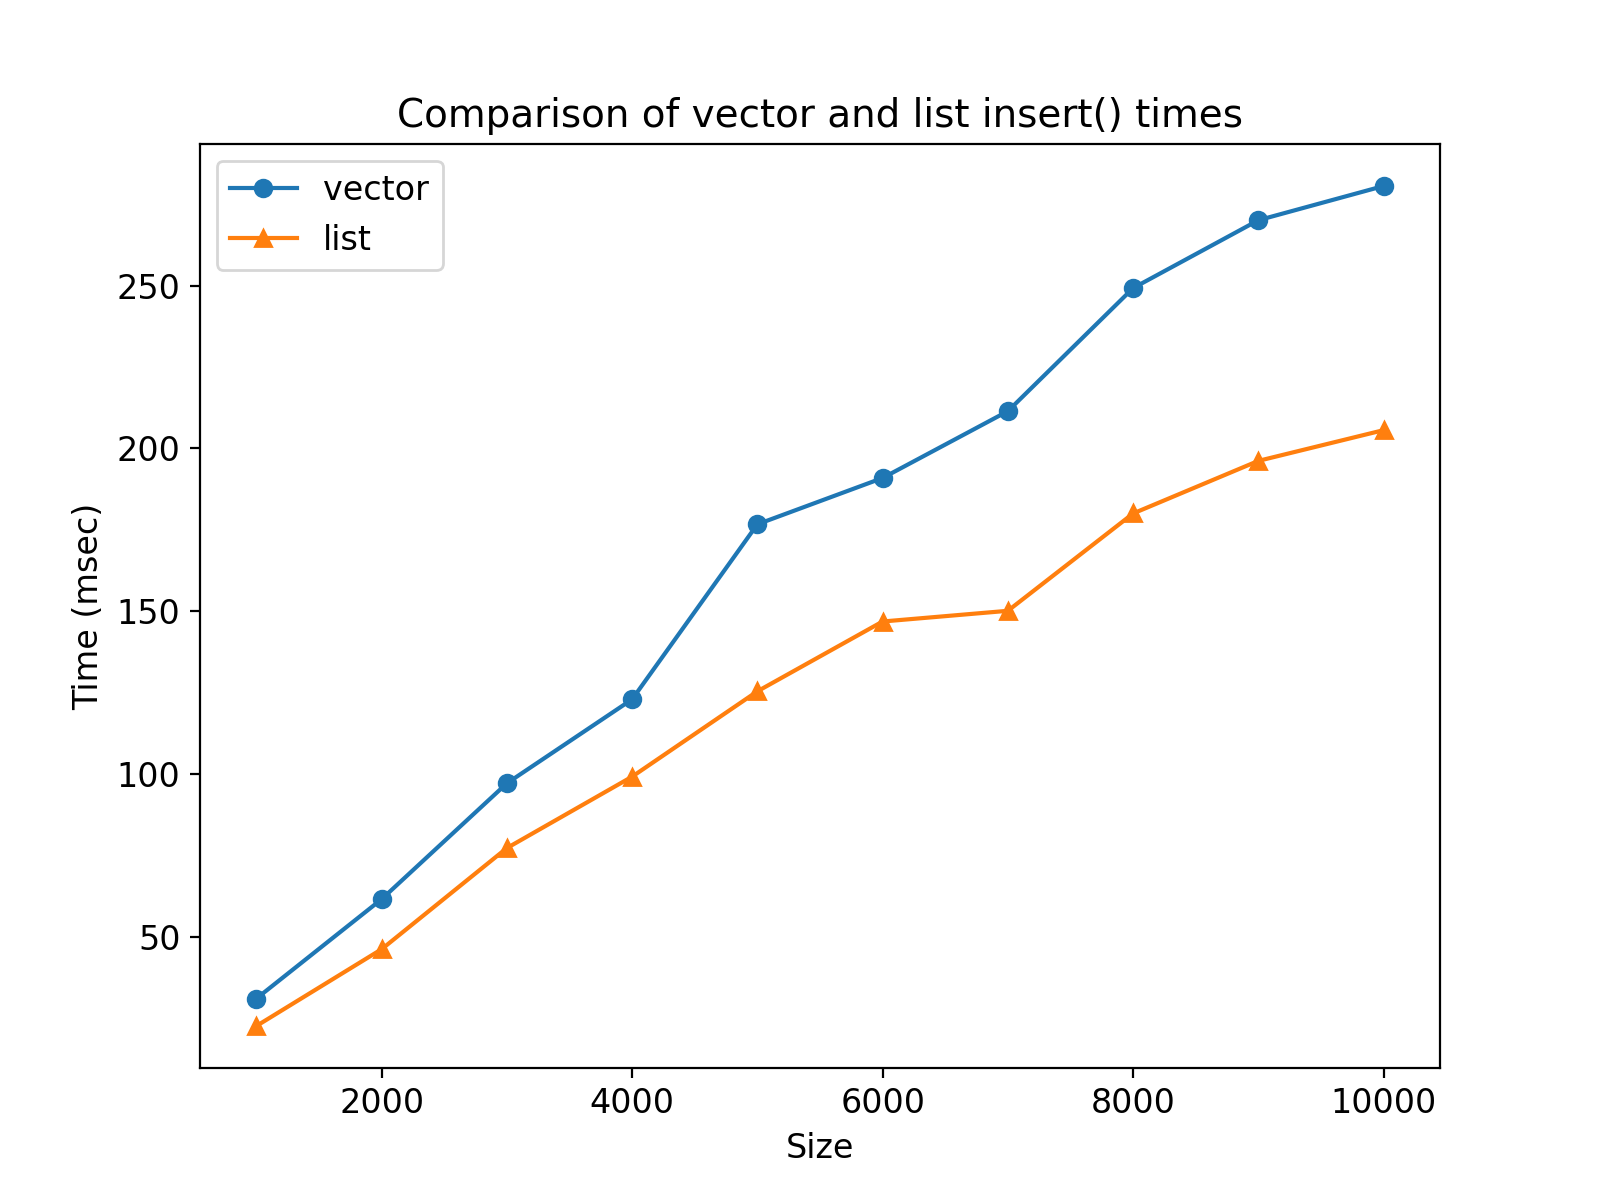 Comparison of vector and list insert() times
vector
list
Time (msec)
250
200
150
100
50
2000 4000 6000 8000 10000
Size